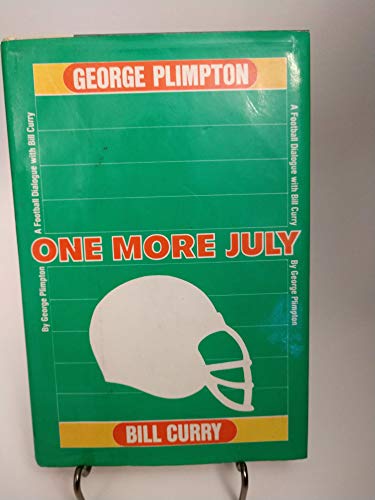 GEORGE PLIMPTON
A Football Dialogue with Bill Curry
By George Plimpton
ONE MORE JULY
A Football Dialogue with Bill Curry
By George Plimpton
BILL CURRY